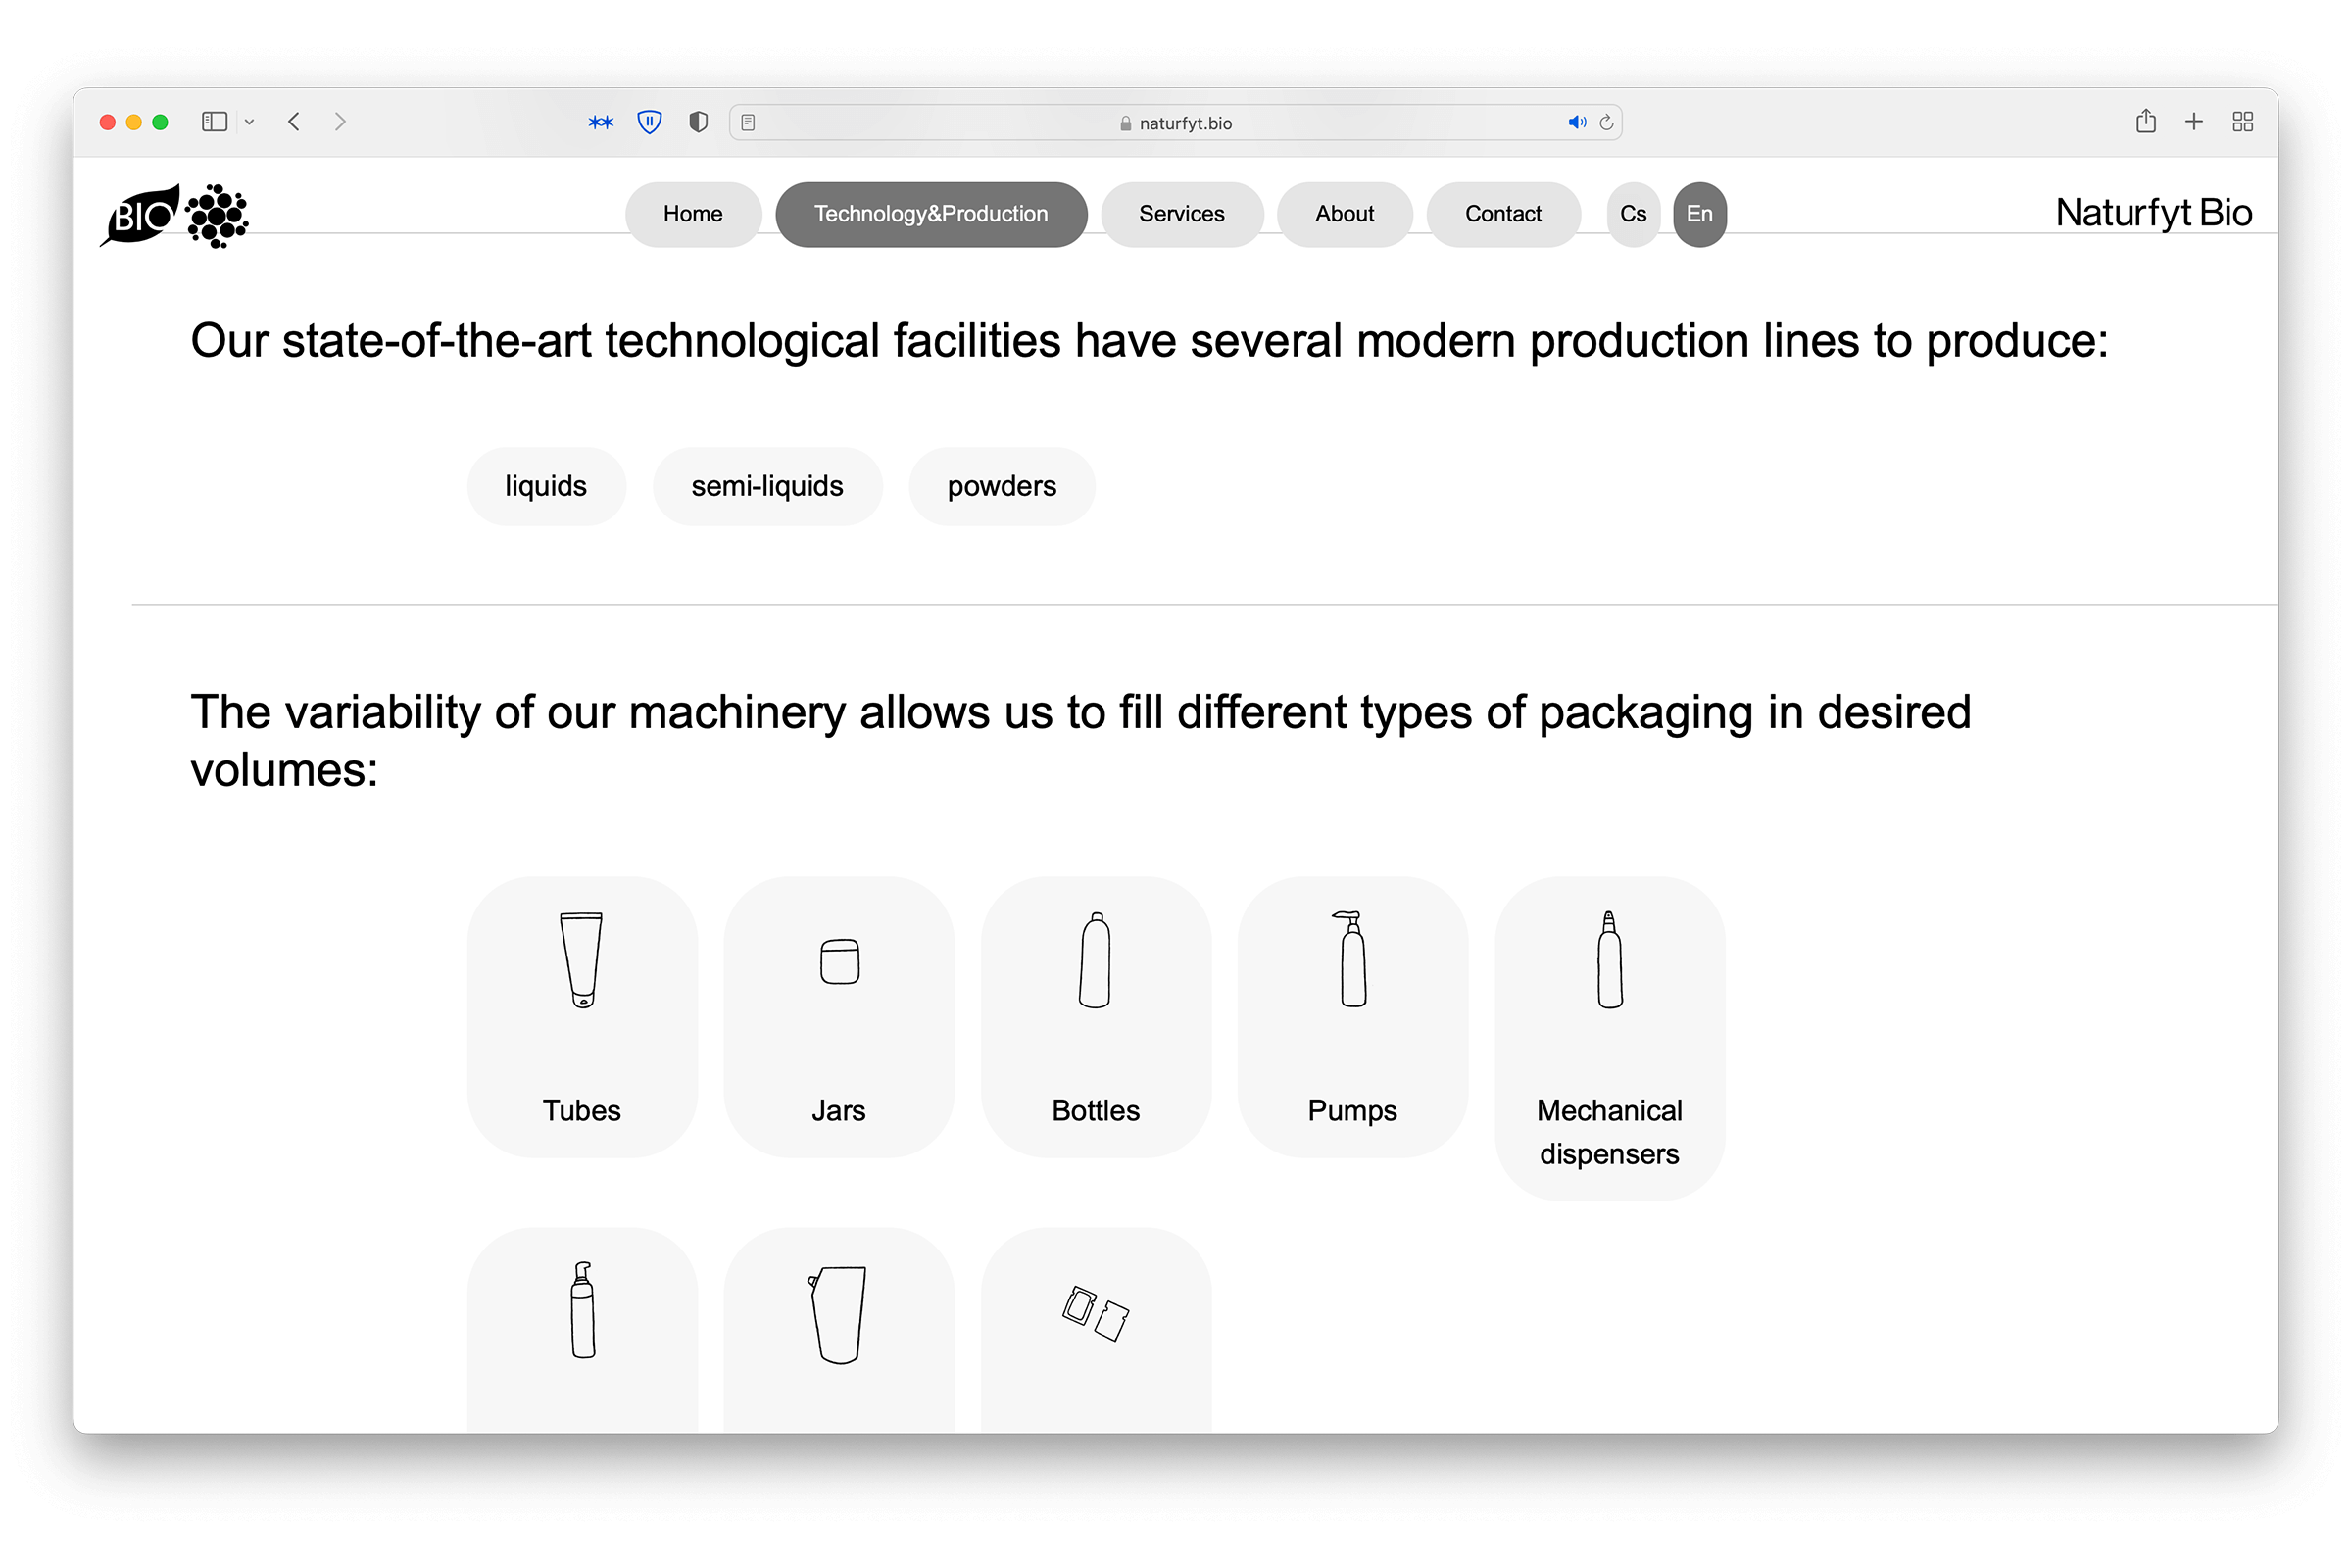 naturfyt.bio
BIO
Home
Technology&Production
Services
About
Contact
Cs
En
Naturfyt Bio
Our state-of-the-art technological facilities have several modern production lines to produce:
liquids
semi-liquids
powders
The variability of our machinery allows us to fill different types of packaging in desired
volumes:
Tubes
Jars
Bottles
Pumps
Mechanical
dispensers